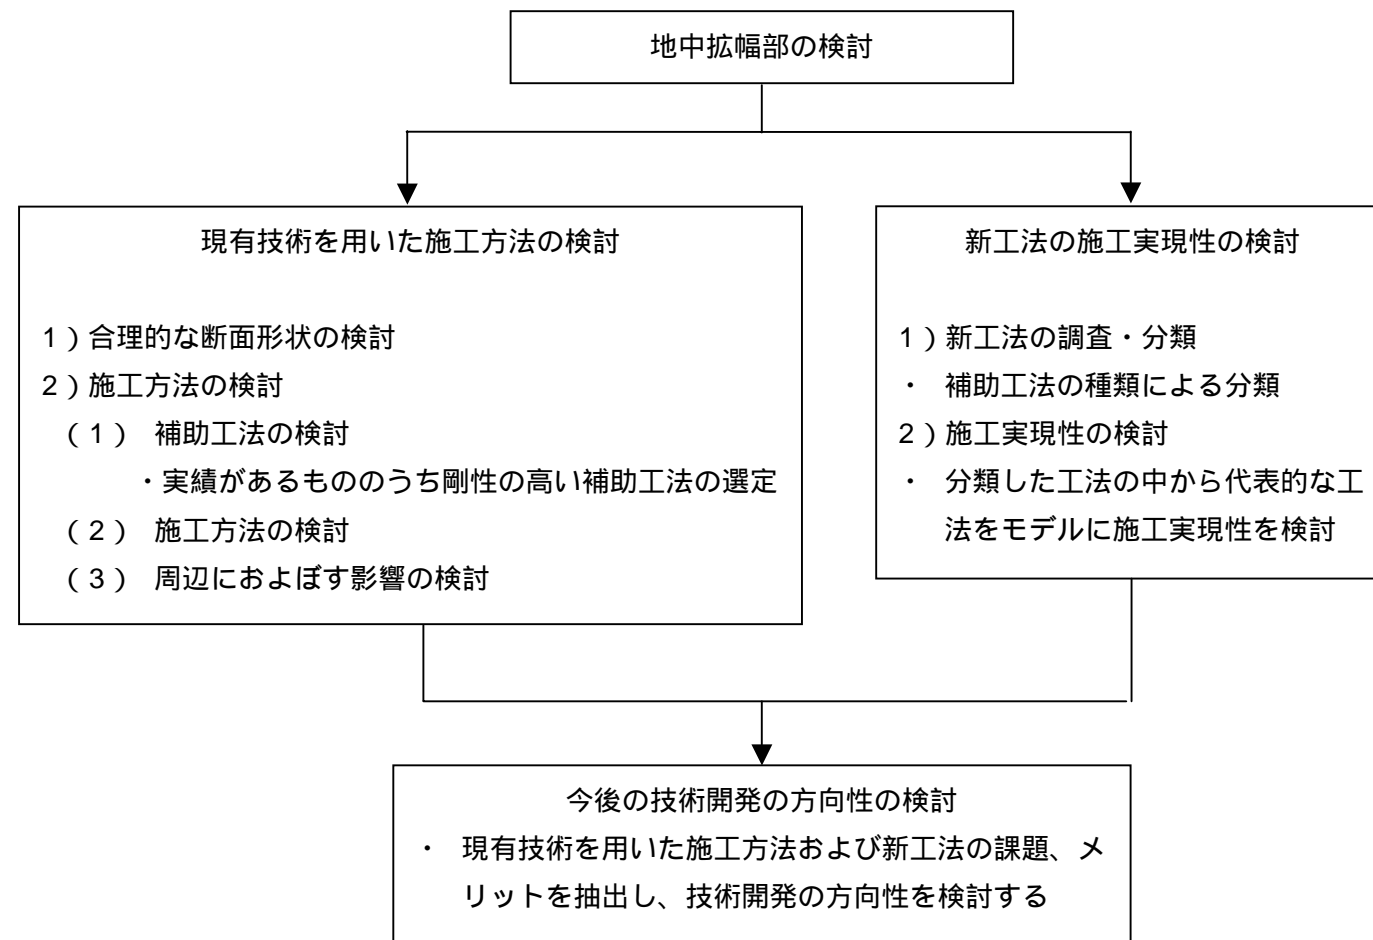 地中拡幅部の検討
現有技術を用いた施工方法の検討
1）合理的な断面形状の検討
2）施工方法の検討
（1） 補助工法の検討
・実績があるもののうち剛性の高い補助工法の選定
（2） 施工方法の検討
（3） 周辺におよぼす影響の検討
新工法の施工実現性の検討
1）新工法の調査・分類
・ 補助工法の種類による分類
2）施工実現性の検討
・ 分類した工法の中から代表的な工
法をモデルに施工実現性を検討
今後の技術開発の方向性の検討
・ 現有技術を用いた施工方法および新工法の課題、メ
リットを抽出し、技術開発の方向性を検討する